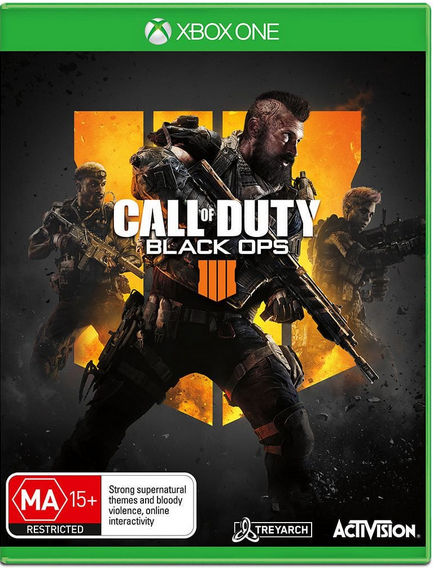 XBOX ONE
CALL OF DUTY
BLACK OPS
IIII
MA 15+
RESTRICTED
Strong supernatural
themes and bloody
violence, online
interactivity
TREYARCH
ACTIVISION.